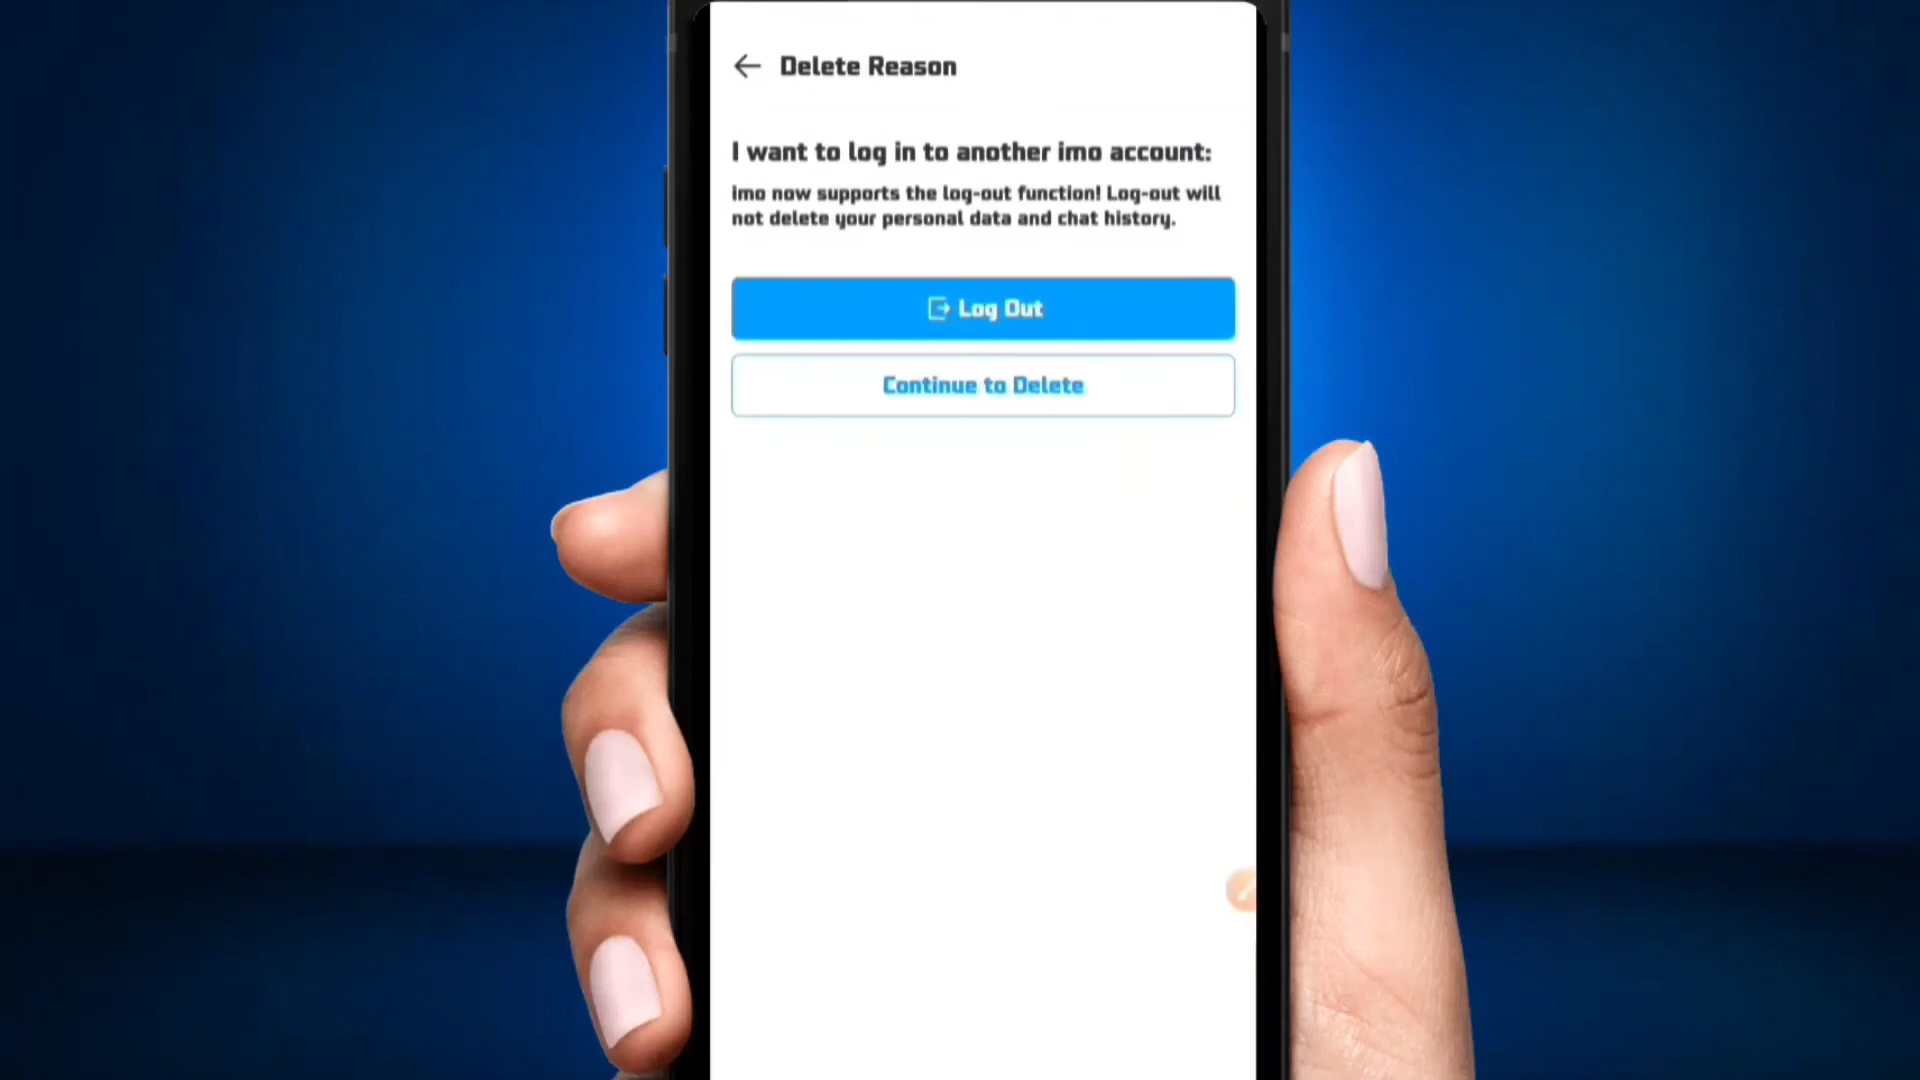 Delete Reason
I want to log in to another imo account:
imo now supports the log-out function! Log-out will
not delete your personal data and chat history.
Log Out
Continue to Delete